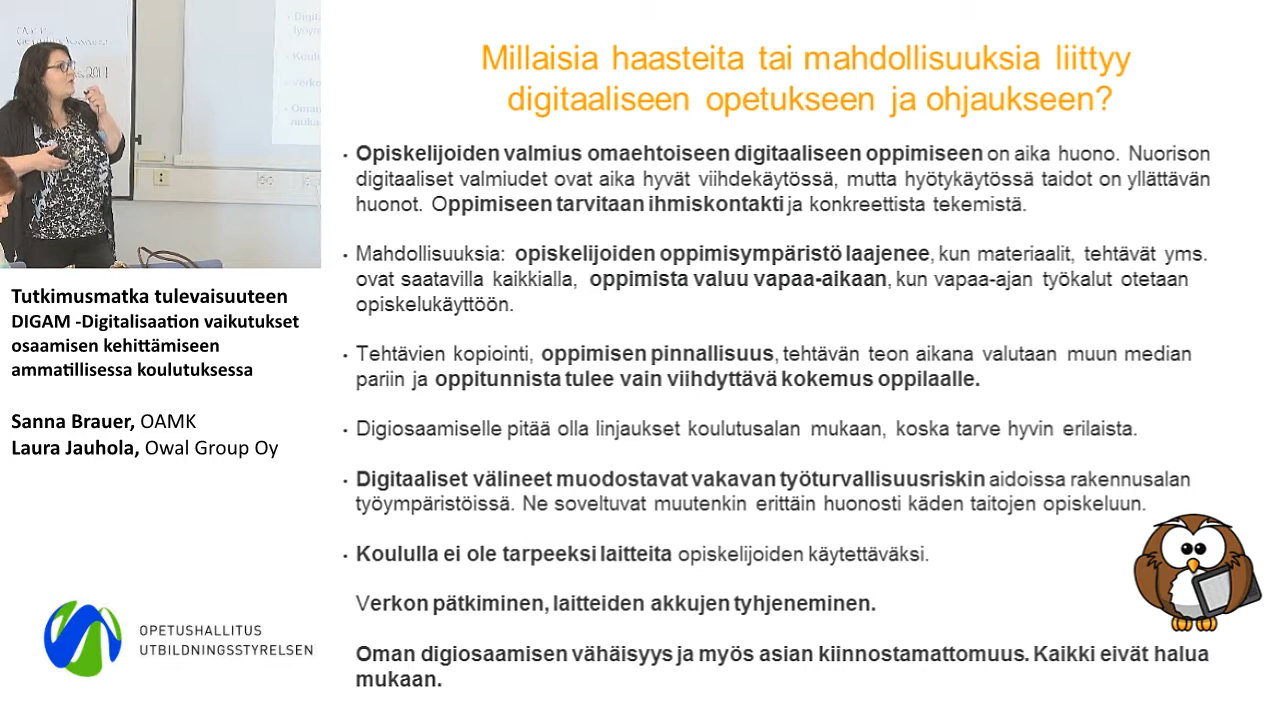 2017
Millaisia haasteita tai mahdollisuuksia liittyy
digitaaliseen opetukseen ja ohjaukseen?
• Opiskelijoiden valmius omaehtoiseen digitaaliseen oppimiseen on aika huono. Nuorison
digitaaliset valmiudet ovat aika hyvät viihdekäytössä, mutta hyötykäytössä taidot on yllättävän
huonot. Oppimiseen tarvitaan ihmiskontakti ja konkreettista tekemistä.
• Mahdollisuuksia: opiskelijoiden oppimisympäristö laajenee, kun materiaalit, tehtävät yms.
ovat saatavilla kaikkialla, oppimista valuu vapaa-aikaan, kun vapaa-ajan työkalut otetaan
opiskelukäyttöön.
• Tehtävien kopiointi, oppimisen pinnallisuus, tehtävän teon aikana valutaan muun median
pariin ja oppitunnista tulee vain viihdyttävä kokemus oppilaalle.
• Digiosaamiselle pitää olla linjaukset koulutusalan mukaan, koska tarve hyvin erilaista.
• Digitaaliset välineet muodostavat vakavan työturvallisuusriskin aidoissa rakennusalan
työympäristöissä. Ne soveltuvat muutenkin erittäin huonosti käden taitojen opiskeluun.
• Koululla ei ole tarpeeksi laitteita opiskelijoiden käytettäväksi.
Verkon pätkiminen, laitteiden akkujen tyhjeneminen.
Oman digiosaamisen vähäisyys ja myös asian kiinnostamattomuus. Kaikki eivät halua
mukaan.
Tutkimusmatka tulevaisuuteen
DIGAM -Digitalisaation vaikutukset
osaamisen kehittämiseen
ammatillisessa koulutuksessa
Sanna Brauer, OAMK
Laura Jauhola, Owal Group Oy
OPETUSHALLITUS
UTBILDNINGSSTYRELSEN